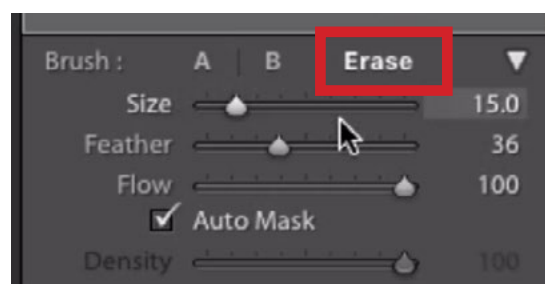 Brush : A B Erase
Size 15.0
Feather 36
Flow 100
Auto Mask
Density 100